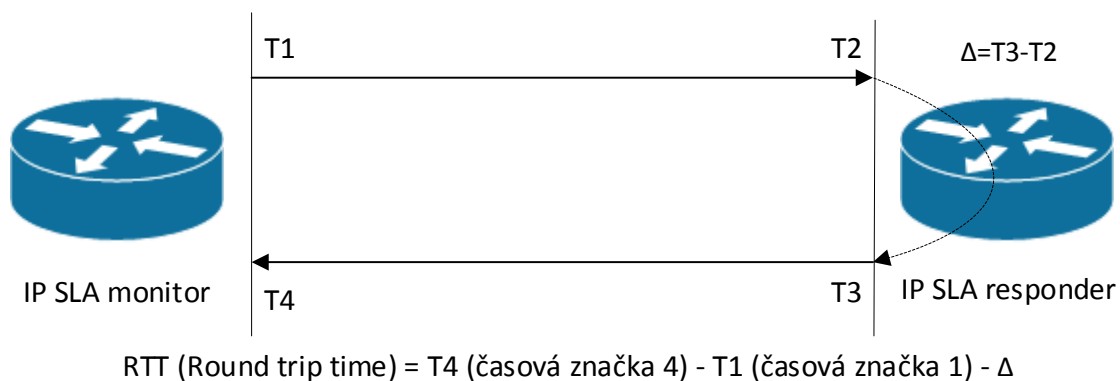 T1
T2
Δ=T3-T2
IP SLA monitor
T4
T3
IP SLA responder
RTT (Round trip time) = T4 (časová značka 4) - T1 (časová značka 1) - Δ